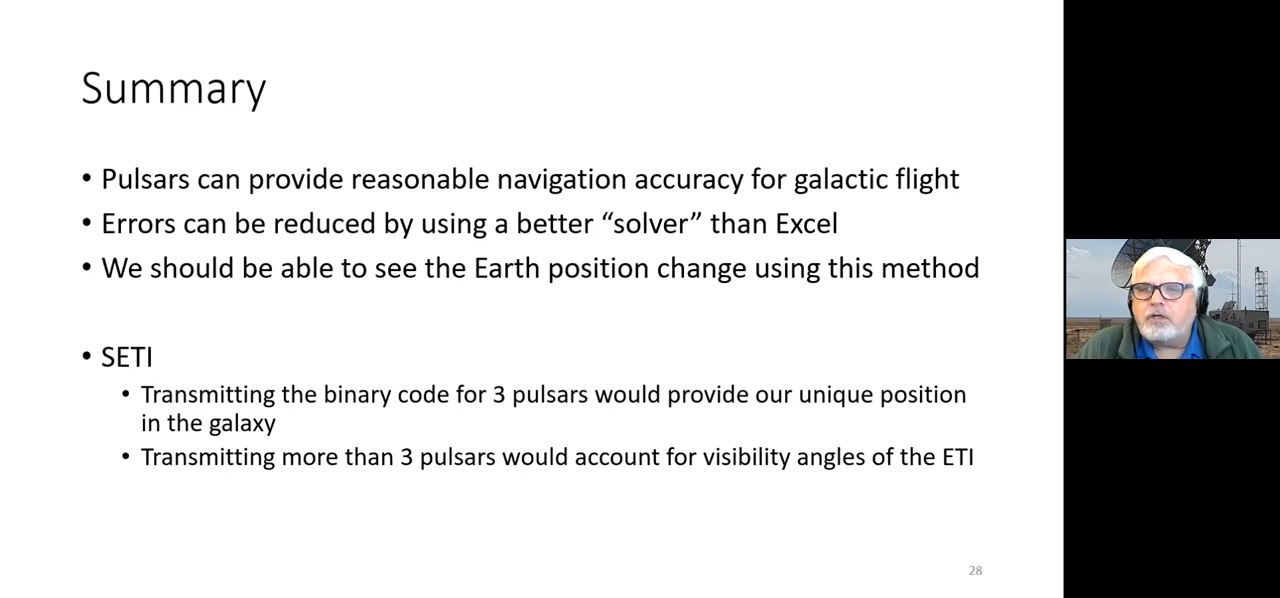 Summary
• Pulsars can provide reasonable navigation accuracy for galactic flight
• Errors can be reduced by using a better “solver” than Excel
• We should be able to see the Earth position change using this method
• SETI
• Transmitting the binary code for 3 pulsars would provide our unique position
in the galaxy
• Transmitting more than 3 pulsars would account for visibility angles of the ETI
28